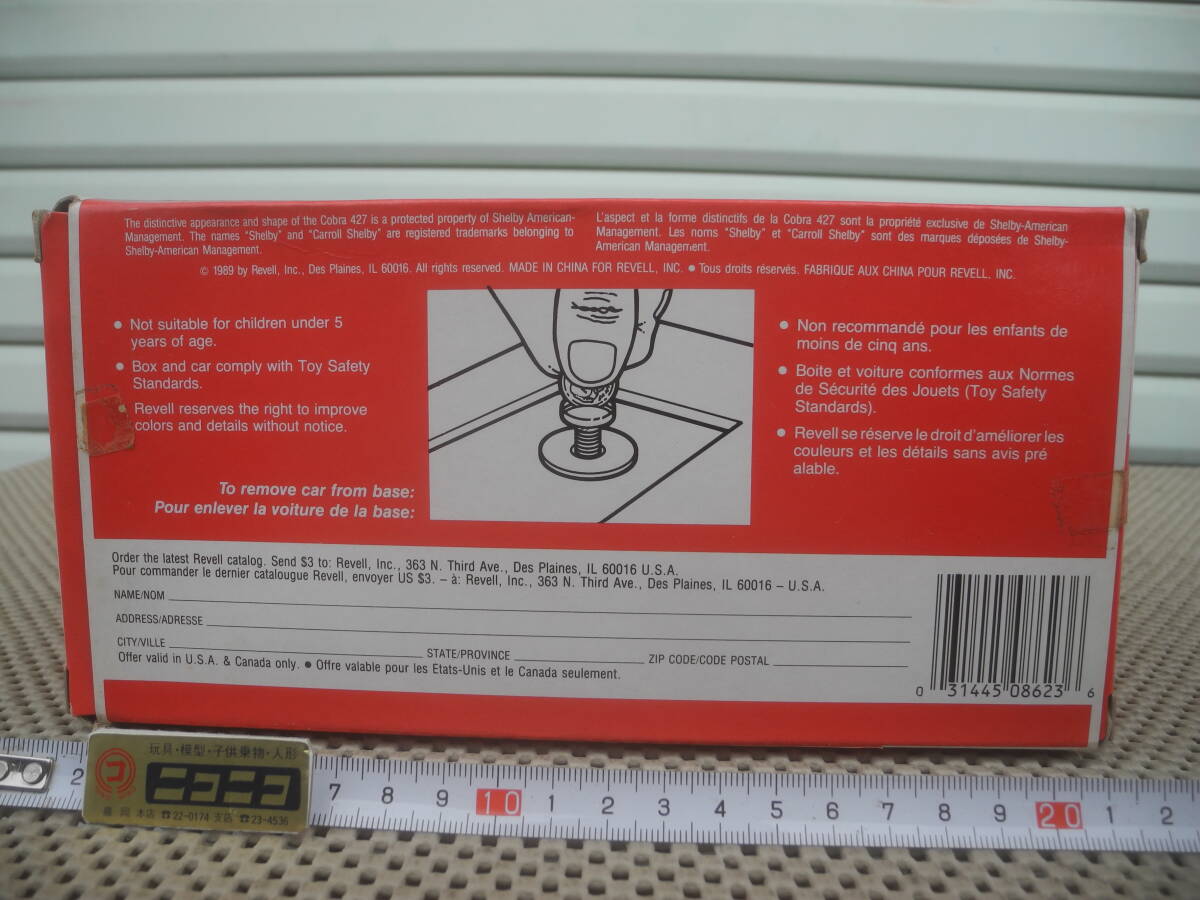 The distinctive appearance and shape of the Cobra 427 is a protected property of Shelby American-
Management. The names "Shelby" and "Carroll Shelby" are registered trademarks belonging to
Shelby-American Management.
L'aspect et la forme distinctifs de la Cobra 427 sont la propriété exclusive de Shelby-American
Management. Les noms "Shelby" et "Carroll Shelby" sont des marques déposées de Shelby-
American Management.
© 1989 by Revell, Inc., Des Plaines, IL 60016. All rights reserved. MADE IN CHINA FOR REVELL, INC. ● Tous droits réservés. FABRIQUE AUX CHINA POUR REVELL, INC.
● Not suitable for children under 5
years of age.
● Box and car comply with Toy Safety
Standards.
Revell reserves the right to improve
colors and details without notice.
To remove car from base:
Pour enlever la voiture de la base:
● Non recommandé pour les enfants de
moins de cinq ans.
● Boite et voiture conformes aux Normes
de Sécurité des Jouets (Toy Safety
Standards).
● Revell se réserve le droit d'améliorer les
couleurs et les détails sans avis pré
alable.
Order the latest Revell catalog. Send $3 to: Revell, Inc., 363 N. Third Ave., Des Plaines, IL 60016 U.S.A.
Pour commander le dernier catalougue Revell, envoyer US $3. – à: Revell, Inc., 363 N. Third Ave., Des Plaines, IL 60016 – U.S.A.
NAME/NOM
ADDRESS/ADRESSE
CITY/VILLE STATE/PROVINCE ZIP CODE/CODE POSTAL
Offer valid in U.S.A. & Canada only. ● Offre valable pour les Etats-Unis et le Canada seulement.
0 31445 08623 6
玩具・模型・子供乗物・人形
コ ニコニコ
福岡 本店 ☎22-0174 支店 ☎23-4536
2 7 8 9 10 1 2 3 4 5 6 7 8 9 20 1 2